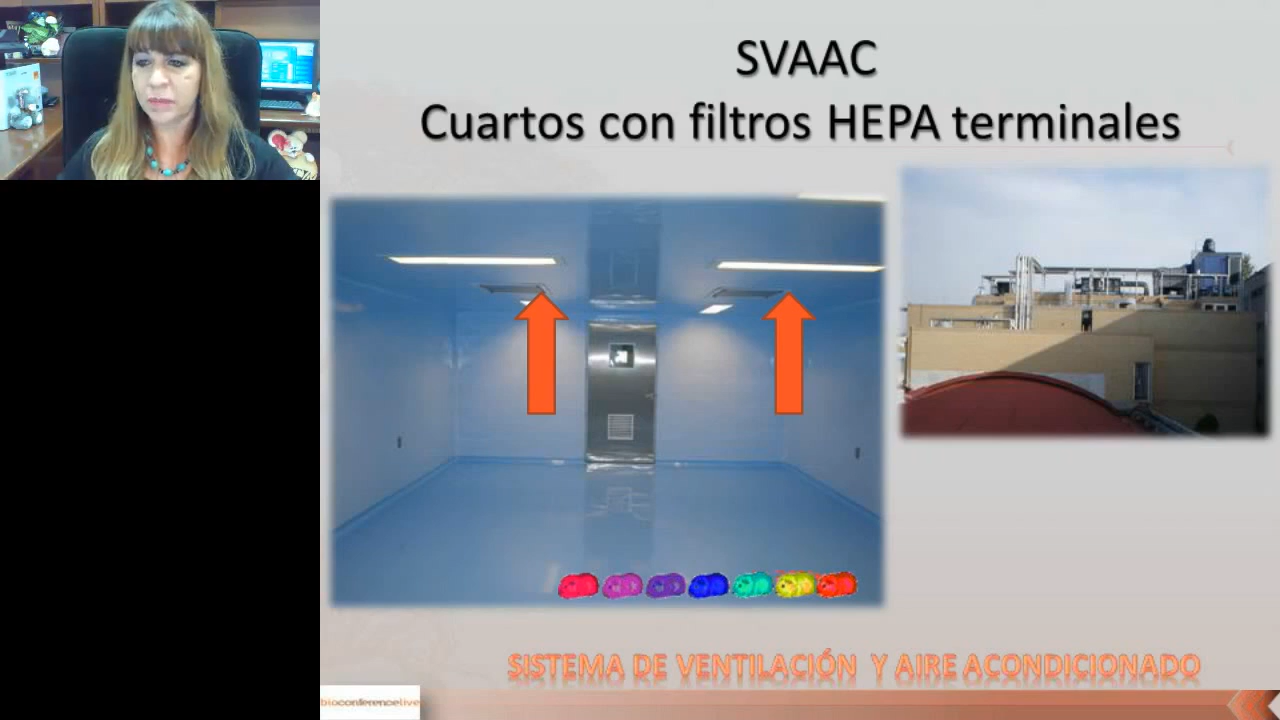 SVAAC
Cuartos con filtros HEPA terminales
SISTEMA DE VENTILACIÓN Y AIRE ACONDICIONADO
bioconferencelive